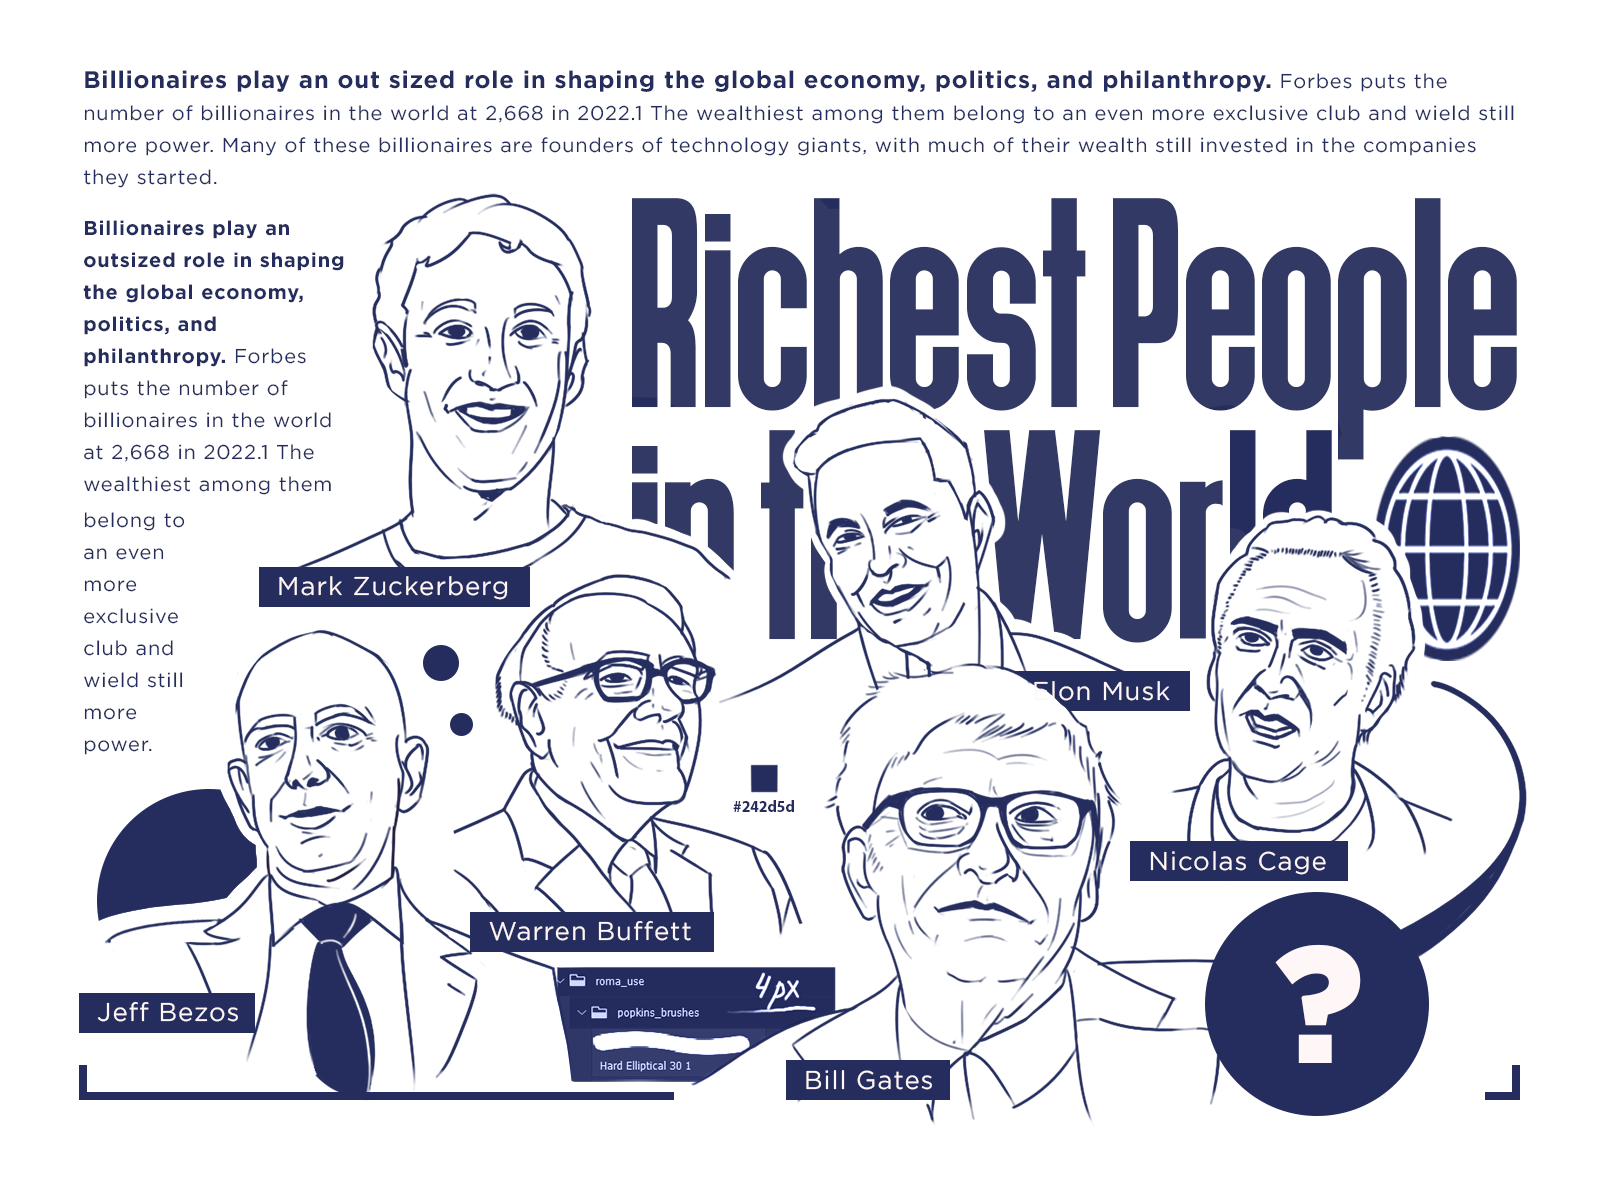 Billionaires play an out sized role in shaping the global economy, politics, and philanthropy. Forbes puts the
number of billionaires in the world at 2,668 in 2022.1 The wealthiest among them belong to an even more exclusive club and wield still
more power. Many of these billionaires are founders of technology giants, with much of their wealth still invested in the companies
they started.
Billionaires play an
outsized role in shaping
the global economy,
politics, and
philanthropy. Forbes
puts the number of
billionaires in the world
at 2,668 in 2022.1 The
wealthiest among them
belong to
an even
more
exclusive
club and
wield still
more
power.
Richest People
in the World
Mark Zuckerberg
Elon Musk
#242d5d
Nicolas Cage
Warren Buffett
Jeff Bezos
roma_use
4px
popkins_brushes
Hard Elliptical 30 1
Bill Gates
?